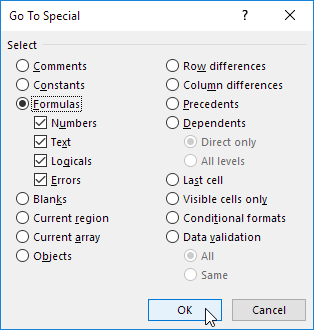 Go To Special
Select
Comments
Constants
Formulas
Numbers
Text
Logicals
Errors
Blanks
Current region
Current array
Objects
Row differences
Column differences
Precedents
Dependents
Direct only
All levels
Last cell
Visible cells only
Conditional formats
Data validation
All
Same
OK
Cancel